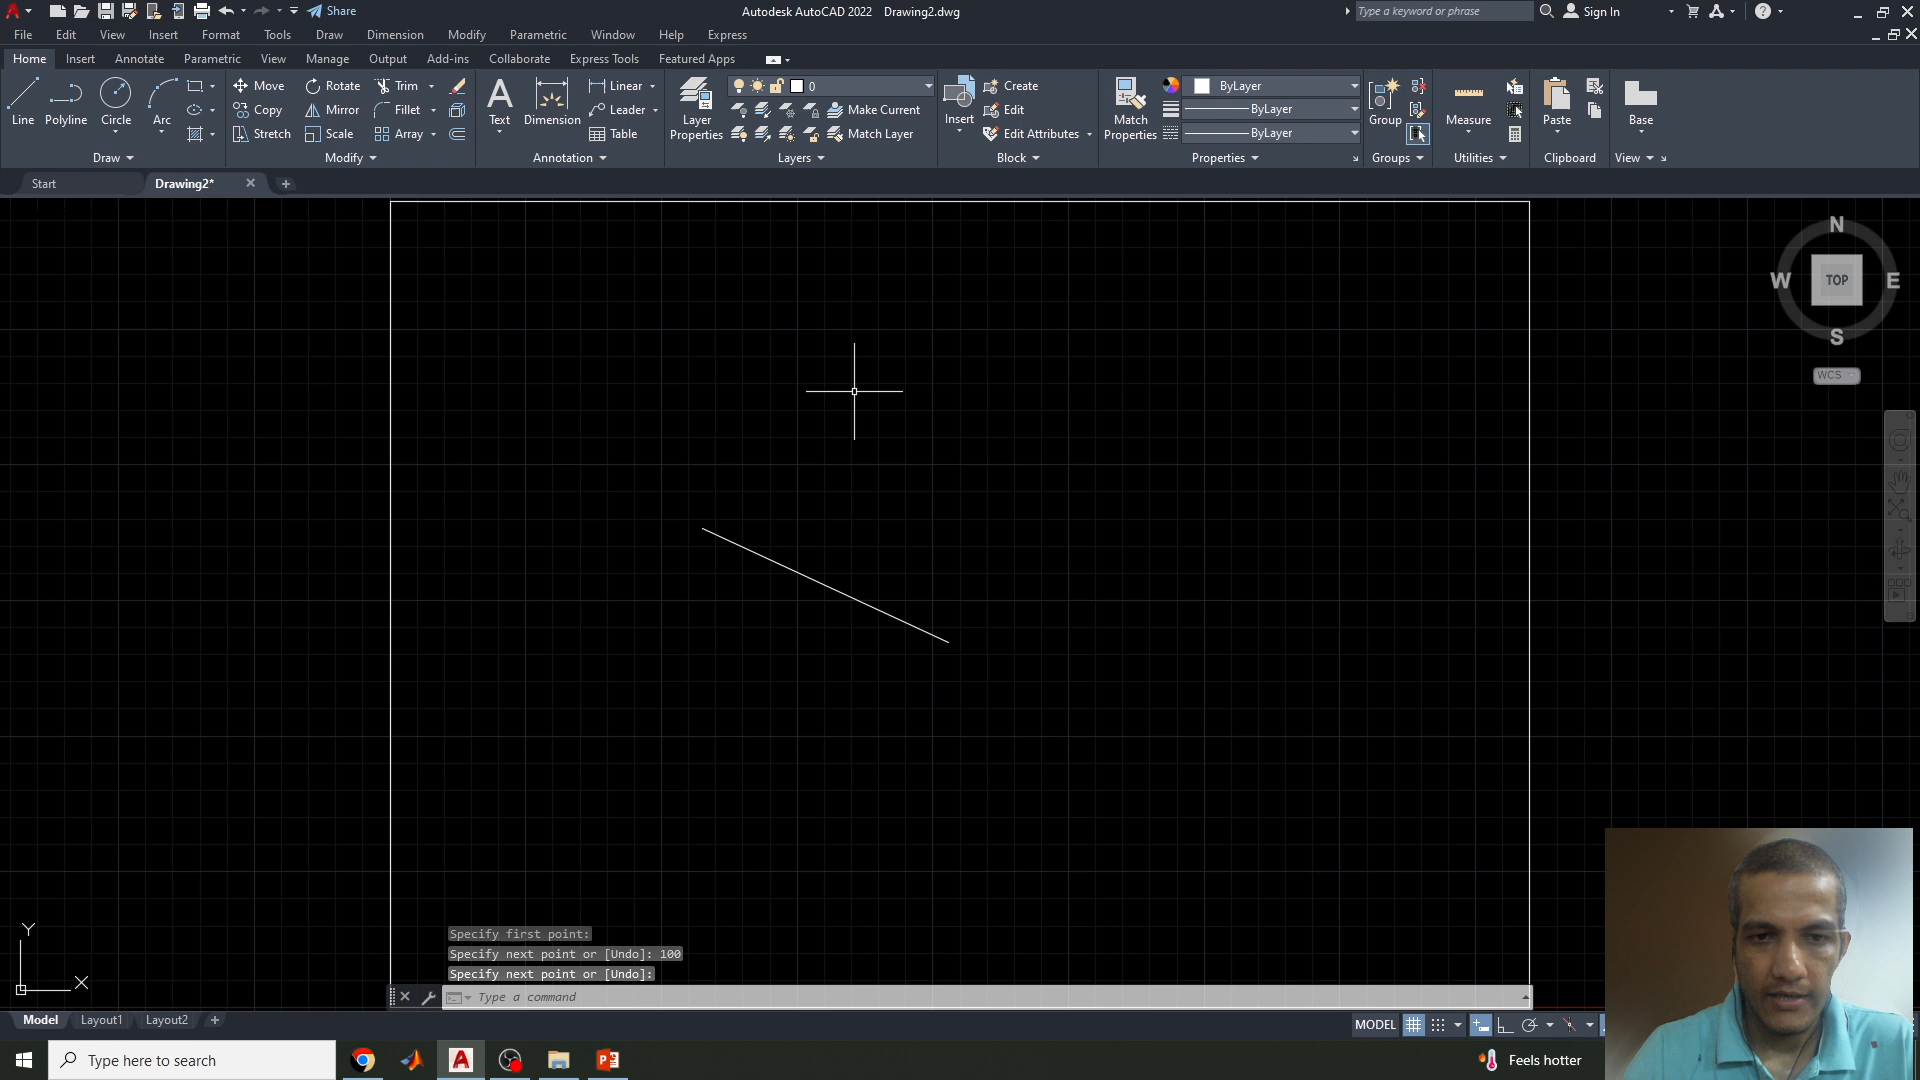 Share
Autodesk AutoCAD 2022 Drawing2.dwg
Type a keyword or phrase
Sign In
File Edit View Insert Format Tools Draw Dimension Modify Parametric Window Help Express
Home Insert Annotate Parametric View Manage Output Add-ins Collaborate Express Tools Featured Apps
Line Polyline Circle Arc
Move Rotate Trim
Copy Mirror Fillet
Stretch Scale Array
Text Dimension
Linear
Leader
Table
Layer Properties
0
Make Current
Match Layer
Insert
Create
Edit
Edit Attributes
Match Properties
ByLayer
ByLayer
ByLayer
Group
Measure
Paste
Base
Draw Modify Annotation Layers Block Properties Groups Utilities Clipboard View
Start Drawing2*
N
W TOP E
S
WCS
Y
X
Specify first point:
Specify next point or [Undo]: 100
Specify next point or [Undo]:
Type a command
Model Layout1 Layout2
MODEL
Type here to search
Feels hotter